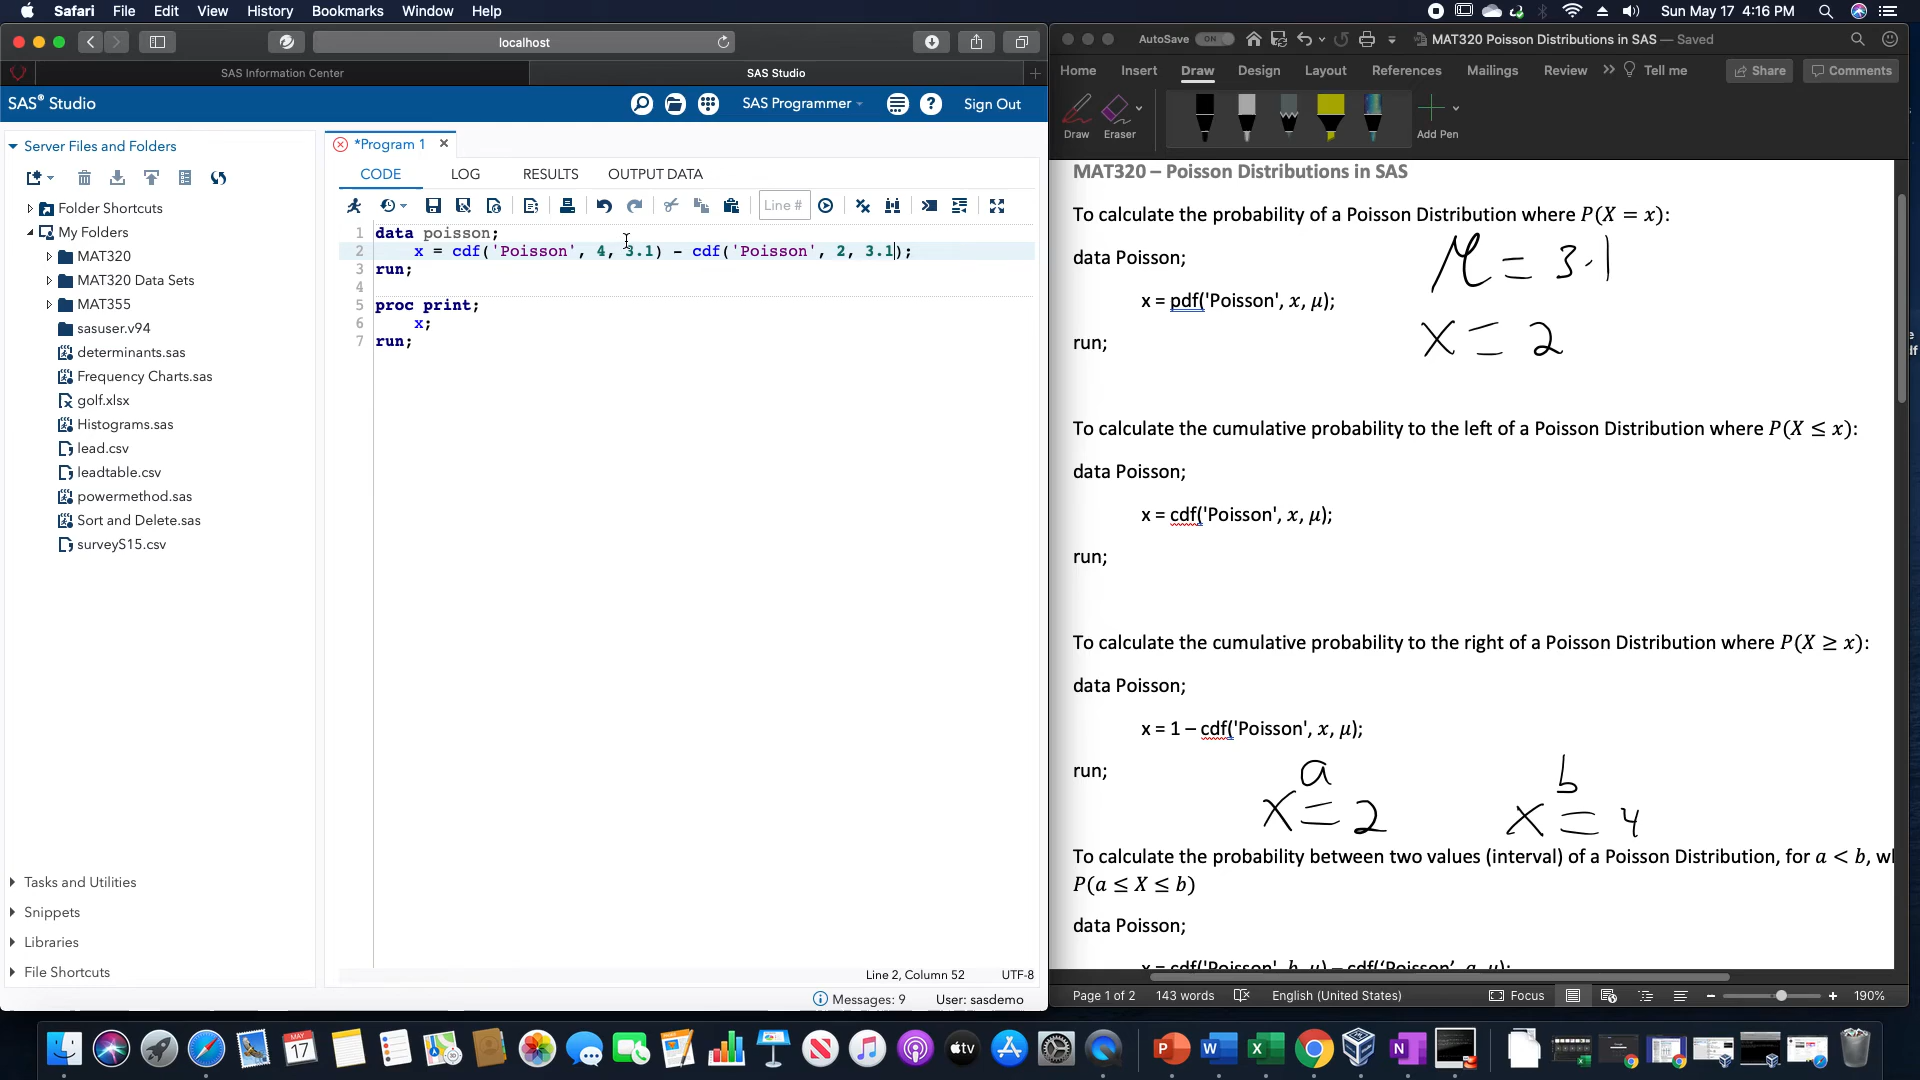 Safari File Edit View History Bookmarks Window Help
Sun May 17 4:16 PM
localhost
SAS Information Center
SAS Studio
SAS® Studio
SAS Programmer
Sign Out
Server Files and Folders
Folder Shortcuts
My Folders
MAT320
MAT320 Data Sets
MAT355
sasuser.v94
determinants.sas
Frequency Charts.sas
golf.xlsx
Histograms.sas
lead.csv
leadtable.csv
powermethod.sas
Sort and Delete.sas
surveyS15.csv
Tasks and Utilities
Snippets
Libraries
File Shortcuts
*Program 1
CODE LOG RESULTS OUTPUT DATA
Line #
1 data poisson;
2 x = cdf('Poisson', 4, 3.1) - cdf('Poisson', 2, 3.1);
3 run;
4
5 proc print;
6 x;
7 run;
Line 2, Column 52 UTF-8
Messages: 9 User: sasdemo
AutoSave ON
MAT320 Poisson Distributions in SAS — Saved
Home Insert Draw Design Layout References Mailings Review Tell me Share Comments
Draw Eraser Add Pen
MAT320 – Poisson Distributions in SAS
To calculate the probability of a Poisson Distribution where P(X = x):
data Poisson;
μ = 3.1
x = pdf('Poisson', x, μ);
x = 2
run;
To calculate the cumulative probability to the left of a Poisson Distribution where P(X ≤ x):
data Poisson;
x = cdf('Poisson', x, μ);
run;
To calculate the cumulative probability to the right of a Poisson Distribution where P(X ≥ x):
data Poisson;
x = 1 – cdf('Poisson', x, μ);
run;
a b
x = 2 x = 4
To calculate the probability between two values (interval) of a Poisson Distribution, for a < b,
P(a ≤ X ≤ b)
data Poisson;
x = cdf('Poisson', b, μ) – cdf('Poisson', a, μ);
Page 1 of 2 143 words English (United States) Focus 190%
MAY
17
tv
P W X N